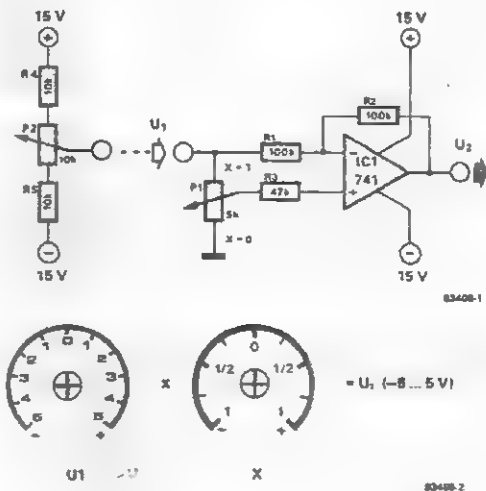 15 V
15 V
+
+
R4
10k
P2
10k
U1
R1
100k
R2
100k
IC1
741
−
+
U2
X = 1
P1
5k
R3
47k
X = 0
R5
10k
−
−
15 V
15 V
83408-1
0
1 1
2 2
3 3
4 4
5 5
− +
U1
x
0
1/2 1/2
1 1
− +
X
= U2 (−5 ... 5 V)
83408-2